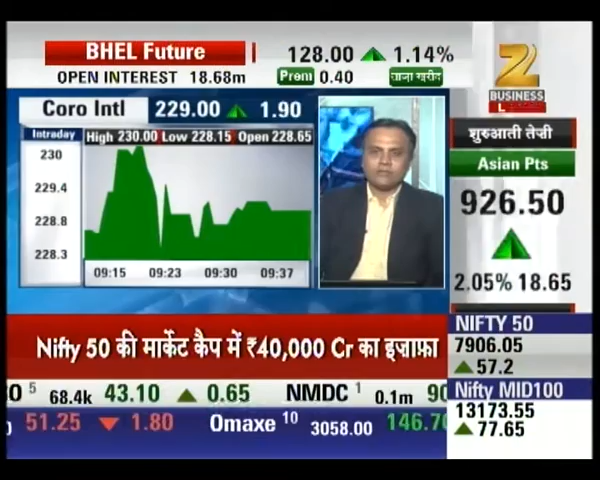 BHEL Future
128.00 1.14%
OPEN INTEREST 18.68m Prem 0.40 ताज़ा खरीद
Z
BUSINESS
L
Coro Intl 229.00 1.90
Intraday High 230.00 Low 228.15 Open 228.65
230
229.4
228.8
228.3
09:15 09:23 09:30 09:37
शुरुआती तेज़ी
Asian Pts
926.50
2.05% 18.65
Nifty 50 की मार्केट कैप में ₹40,000 Cr का इज़ाफ़ा
NIFTY 50
7906.05
57.2
Nifty MID100
13173.55
77.65
O 5 68.4k 43.10 0.65 NMDC 1 0.1m 90
51.25 1.80 Omaxe 10 3058.00 146.70